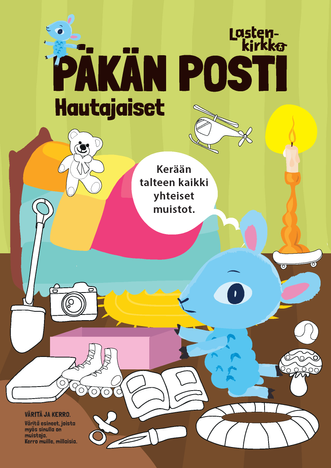 Lasten-
kirkko
PÄKÄN POSTI
Hautajaiset
Kerään
talteen kaikki
yhteiset
muistot.
VÄRITÄ JA KERRO
Väritä esineet, joista
myös sinulla on
muistoja.
Kerro muille, millaisia.